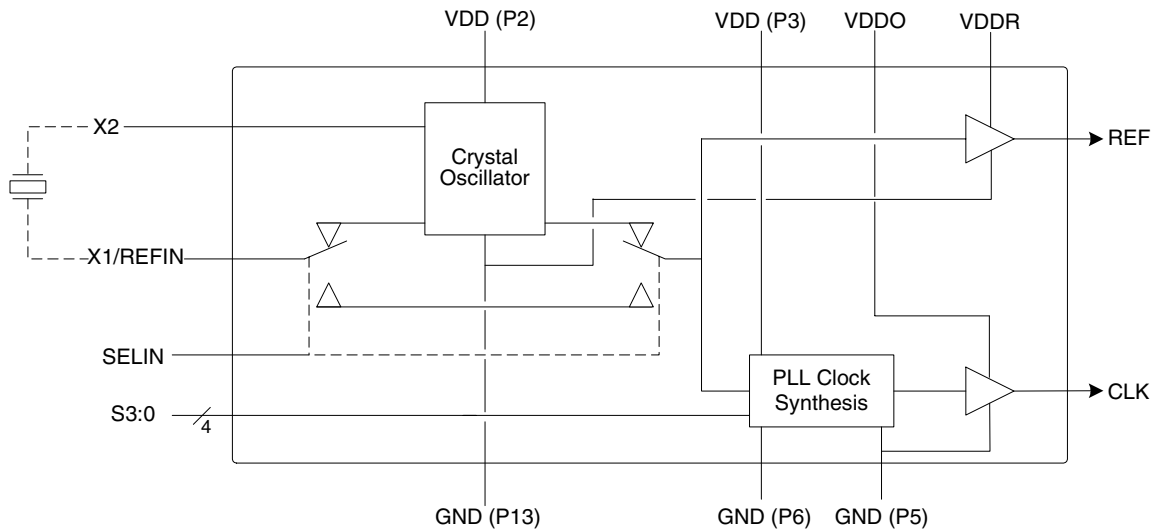 VDD (P2)
VDD (P3)
VDDO
VDDR
X2
REF
Crystal
Oscillator
X1/REFIN
SELIN
PLL Clock
Synthesis
CLK
S3:0
4
GND (P13)
GND (P6)
GND (P5)